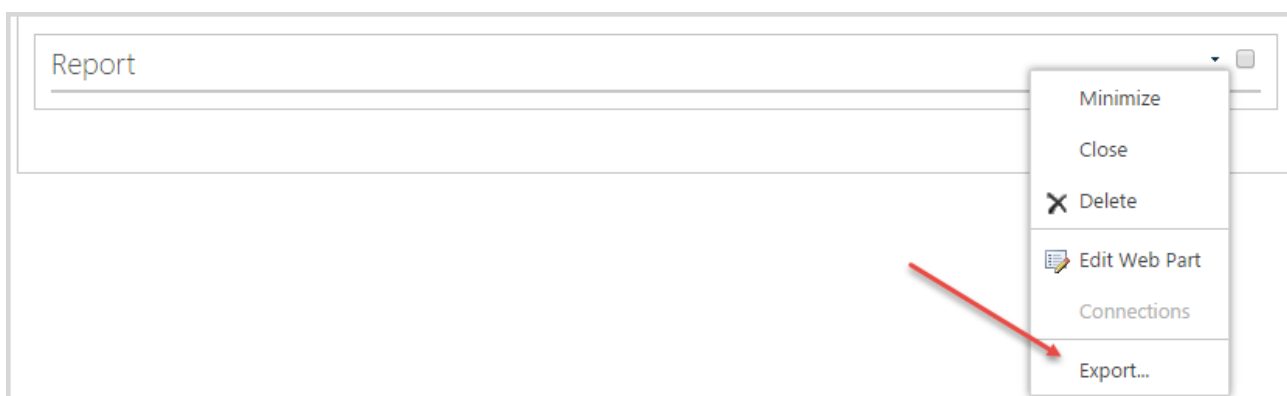 Report
Minimize
Close
Delete
Edit Web Part
Connections
Export...